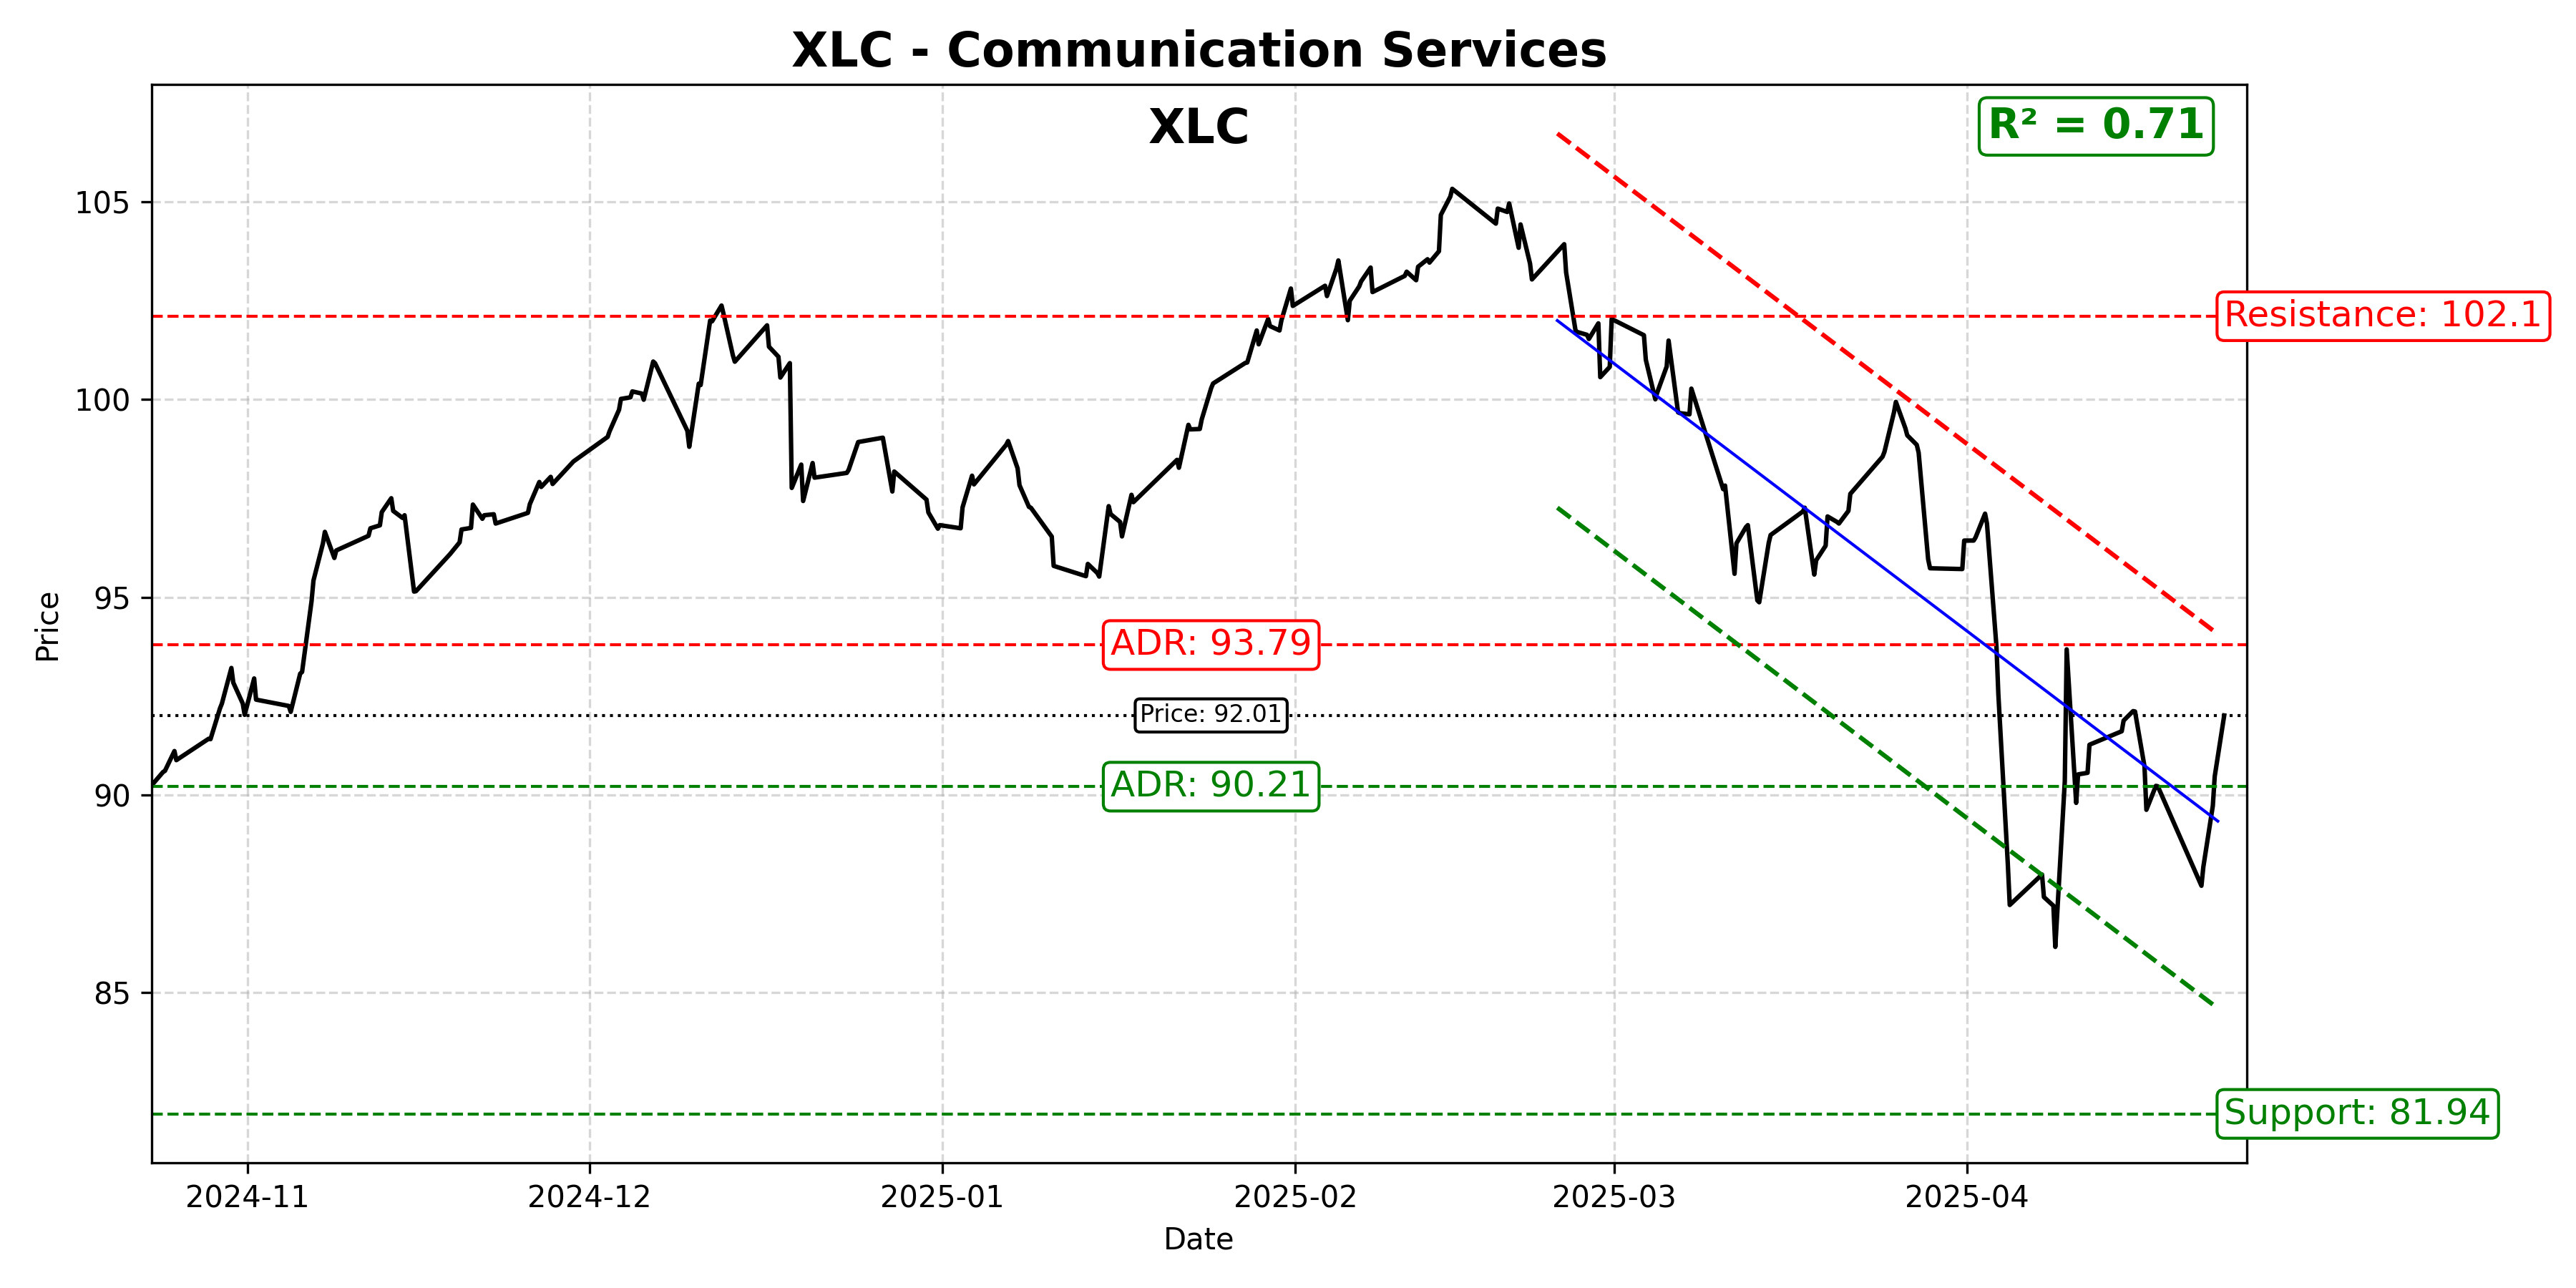 XLC - Communication Services
XLC
R² = 0.71
105
Resistance: 102.1
100
95
ADR: 93.79
Price: 92.01
ADR: 90.21
90
85
Support: 81.94
Price
2024-11
2024-12
2025-01
2025-02
2025-03
2025-04
Date